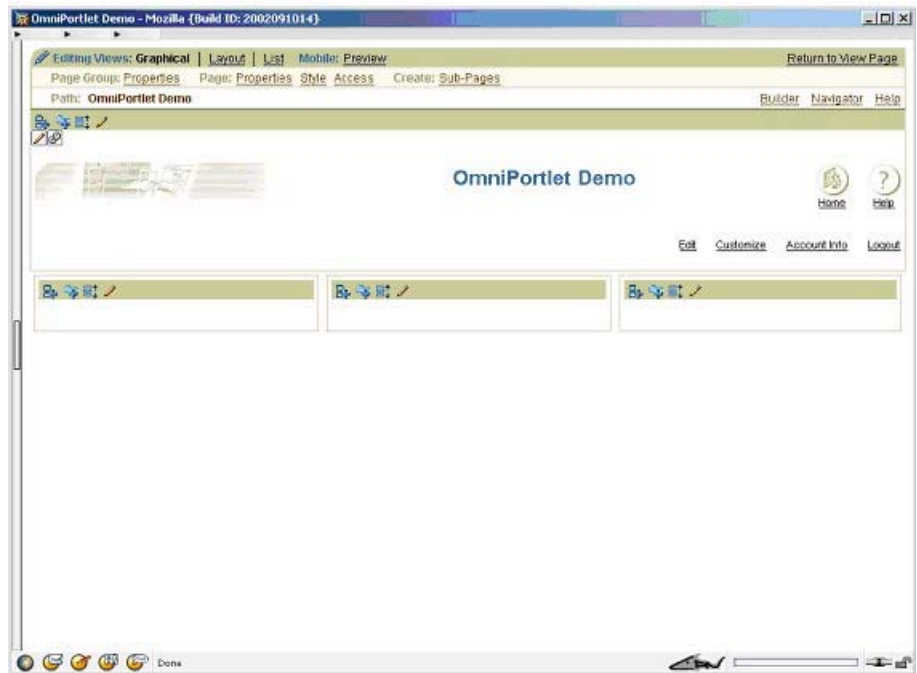 OmniPortlet Demo - Mozilla {Build ID: 2002091014}
Editing Views: Graphical | Layout | List Mobile: Preview Return to View Page
Page Group: Properties Page: Properties Style Access Create: Sub-Pages
Path: OmniPortlet Demo Builder Navigator Help
OmniPortlet Demo
Home Help
Edit Customize Account Info Logout
Done